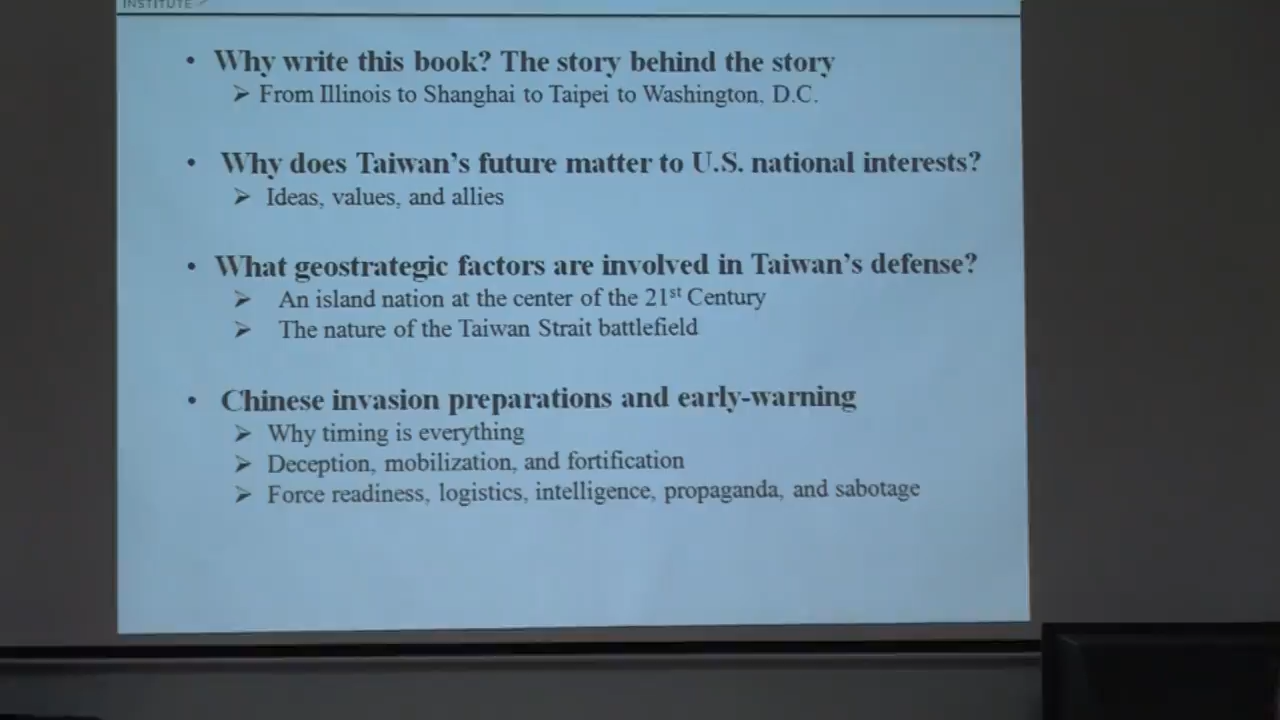 INSTITUTE
• Why write this book? The story behind the story
➢ From Illinois to Shanghai to Taipei to Washington, D.C.
• Why does Taiwan’s future matter to U.S. national interests?
➢ Ideas, values, and allies
• What geostrategic factors are involved in Taiwan’s defense?
➢ An island nation at the center of the 21st Century
➢ The nature of the Taiwan Strait battlefield
• Chinese invasion preparations and early-warning
➢ Why timing is everything
➢ Deception, mobilization, and fortification
➢ Force readiness, logistics, intelligence, propaganda, and sabotage